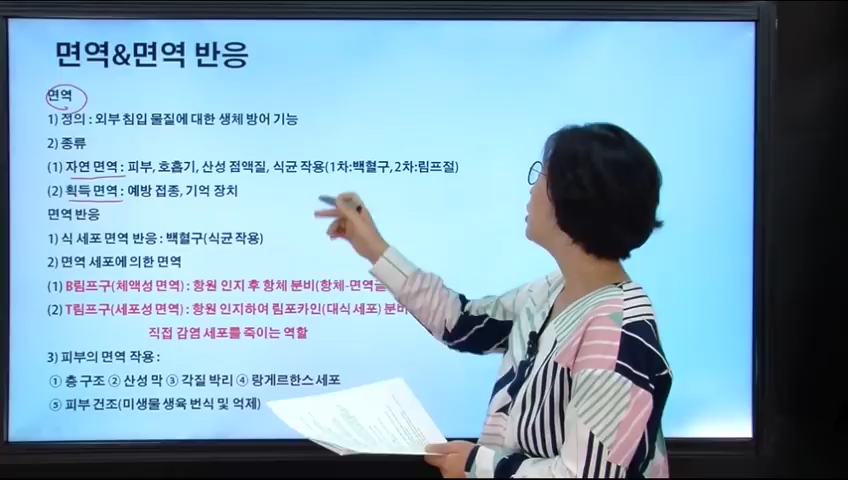 면역&면역 반응
면역
1) 정의 : 외부 침입 물질에 대한 생체 방어 기능
2) 종류
(1) 자연 면역 : 피부, 호흡기, 산성 점액질, 식균 작용(1차:백혈구, 2차:림프절)
(2) 획득 면역 : 예방 접종, 기억 장치
면역 반응
1) 식 세포 면역 반응 : 백혈구(식균 작용)
2) 면역 세포에 의한 면역
(1) B림프구(체액성 면역) : 항원 인지 후 항체 분비(항체-면역글
(2) T림프구(세포성 면역) : 항원 인지하여 림포카인(대식 세포) 분비
직접 감염 세포를 죽이는 역할
3) 피부의 면역 작용 :
① 층 구조 ② 산성 막 ③ 각질 박리 ④ 랑게르한스 세포
⑤ 피부 건조(미생물 생육 번식 및 억제)